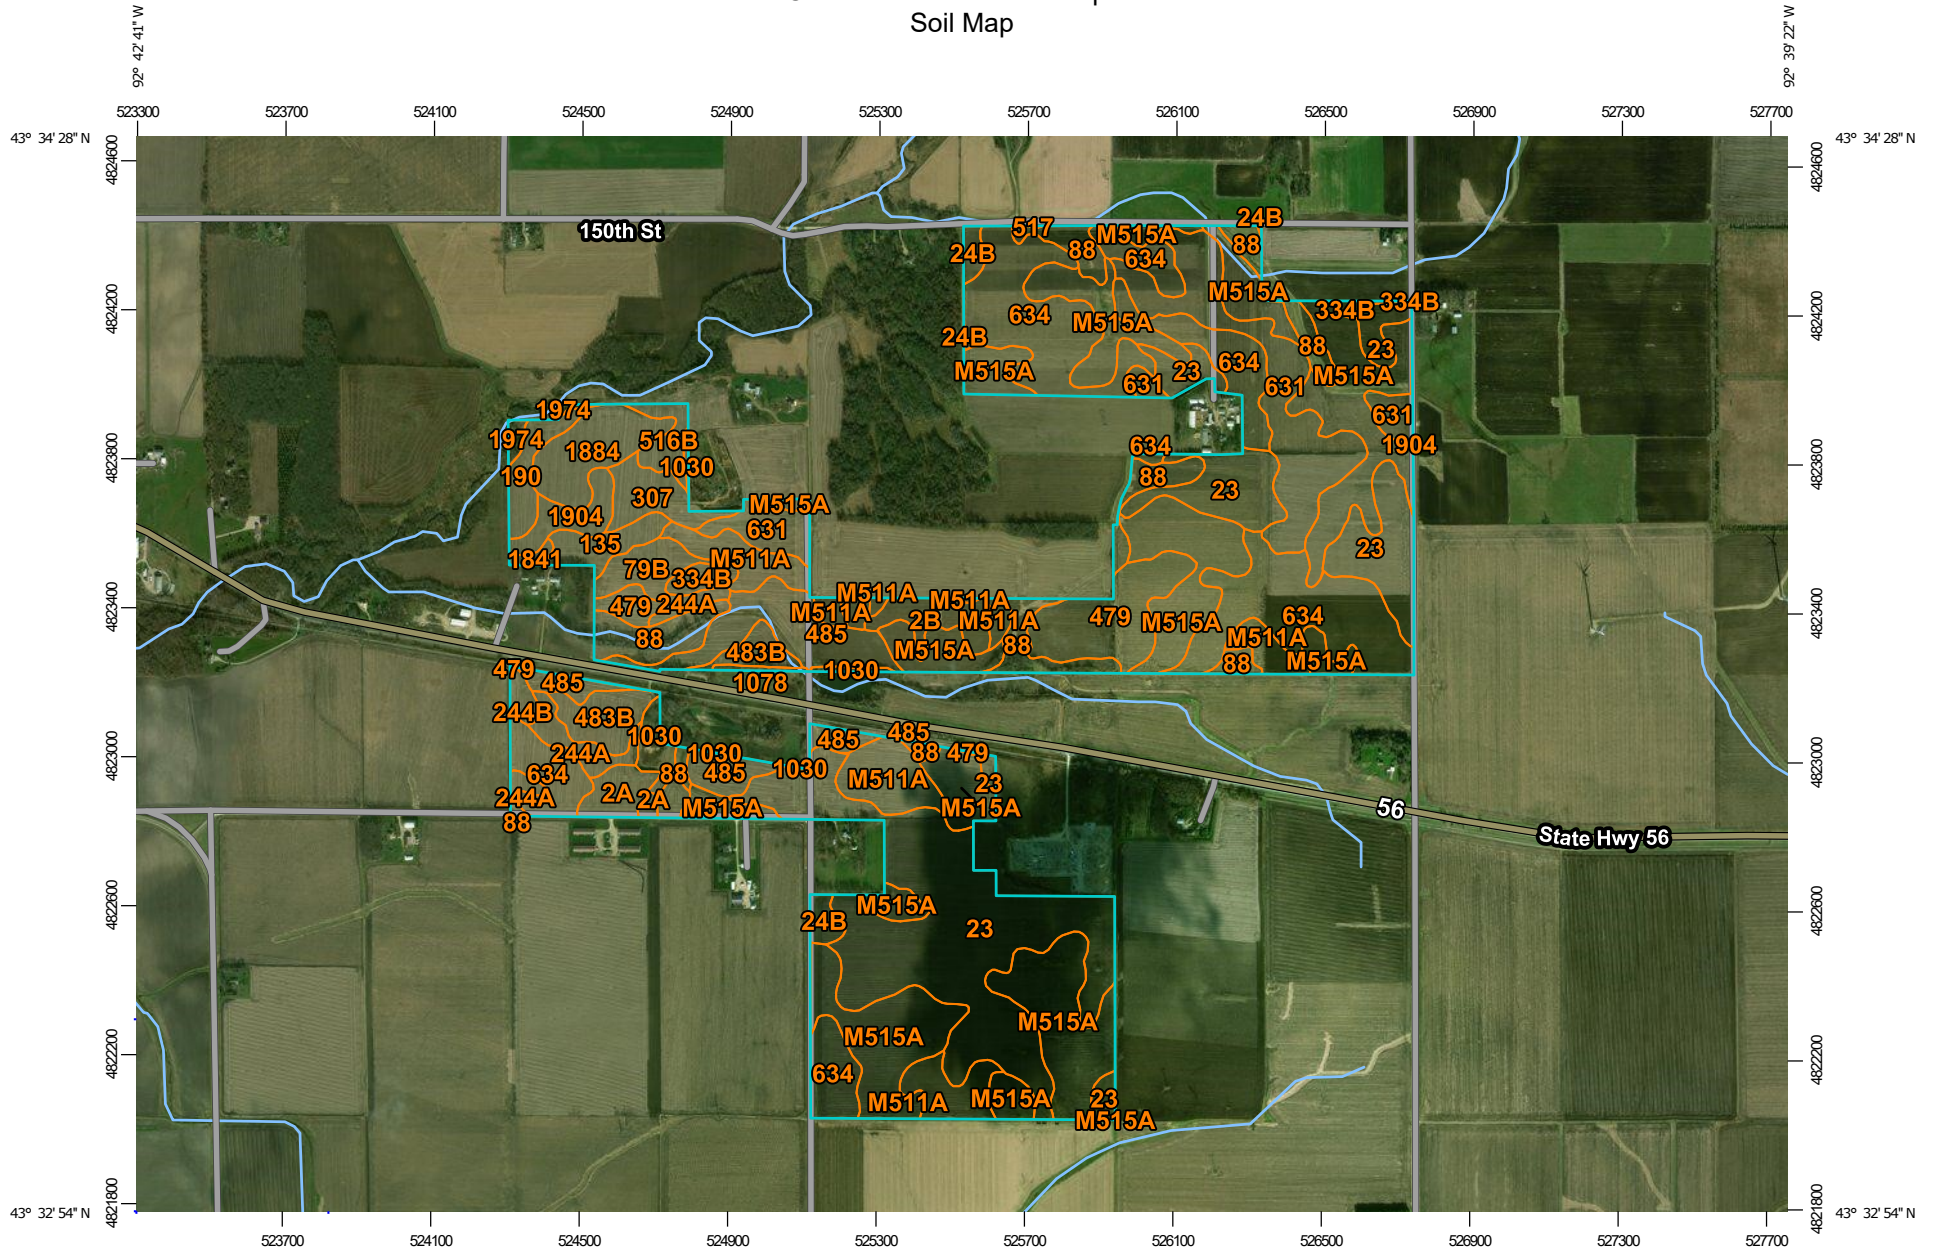 Soil Map
92° 42' 41" W
92° 39' 22" W
523300 523700 524100 524500 524900 525300 525700 526100 526500 526900 527300 527700
43° 34' 28" N
43° 34' 28" N
4824600
4824600
150th St
517
24B
M515A
88
24B
88
634
M515A
4824200
4824200
334B
334B
634
M515A
24B
88
23
634
M515A
23
M515A
631
631
1974
631
1974
1884
516B
634
1904
4823800
4823800
190
1030
88
23
307
M515A
1904
631
135
23
1841
M511A
79B
334B
4823400
4823400
479
244A
M511A
M511A
M511A
2B
M511A
479
M515A
634
88
485
M515A
88
M511A
483B
88
M515A
479
485
1078
1030
244B
483B
1030
485
485
4823000
4823000
244A
1030
1030
88
479
634
88
485
M511A
23
244A
2A
2A
M515A
M515A
56
88
State Hwy 56
4822600
4822600
M515A
24B
23
M515A
M515A
4822200
4822200
634
M511A
M515A
23
M515A
4821800
4821800
43° 32' 54" N
43° 32' 54" N
523700 524100 524500 524900 525300 525700 526100 526500 526900 527300 527700